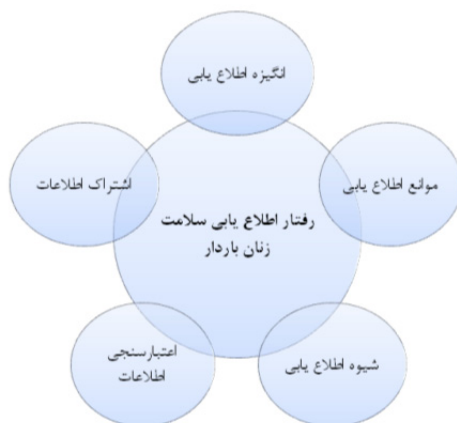 انگیزه اطلاع یابی
موانع اطلاع یابی
اشتراک اطلاعات
رفتار اطلاع یابی سلامت
زنان باردار
شیوه اطلاع یابی
اعتبارسنجی
اطلاعات